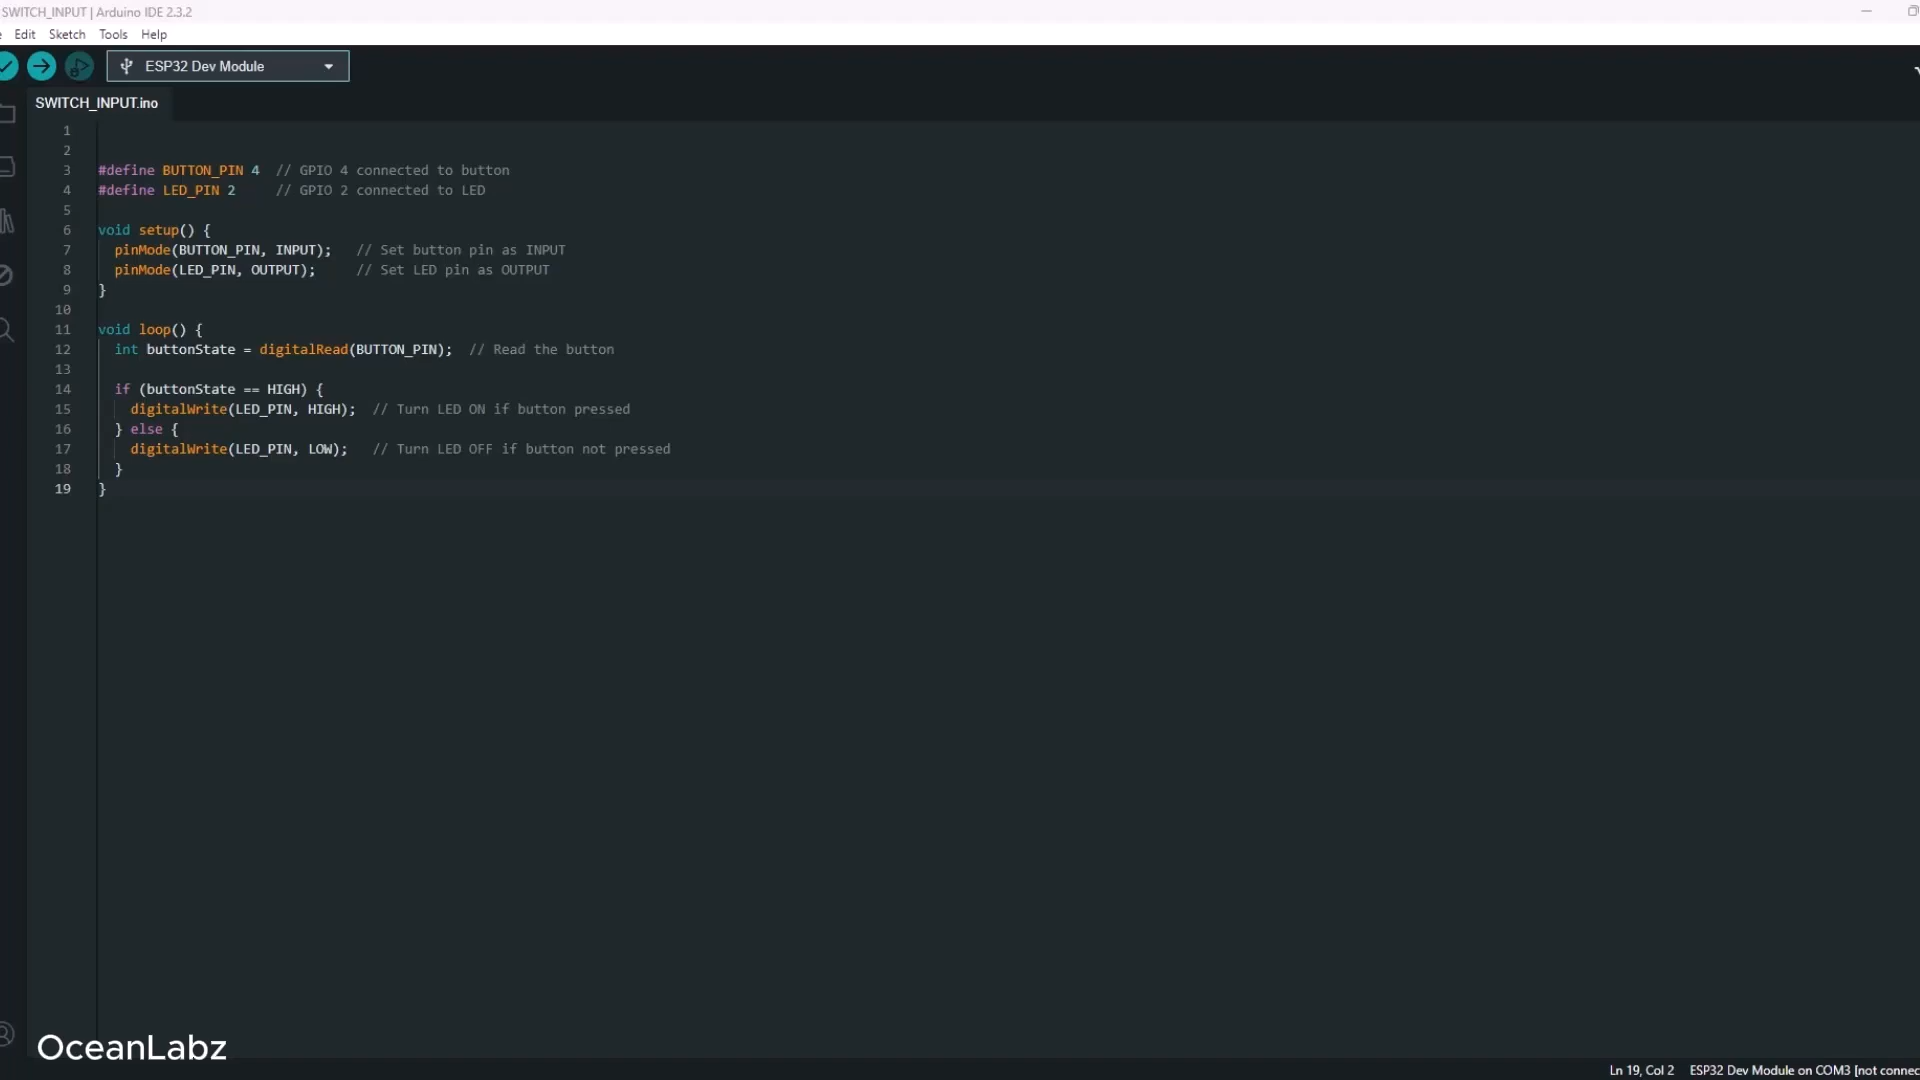 SWITCH_INPUT | Arduino IDE 2.3.2
Edit Sketch Tools Help
ESP32 Dev Module
SWITCH_INPUT.ino
1
2
3 #define BUTTON_PIN 4  // GPIO 4 connected to button
4 #define LED_PIN 2     // GPIO 2 connected to LED
5
6 void setup() {
7   pinMode(BUTTON_PIN, INPUT);   // Set button pin as INPUT
8   pinMode(LED_PIN, OUTPUT);     // Set LED pin as OUTPUT
9 }
10
11 void loop() {
12   int buttonState = digitalRead(BUTTON_PIN);  // Read the button
13
14   if (buttonState == HIGH) {
15     digitalWrite(LED_PIN, HIGH);  // Turn LED ON if button pressed
16   } else {
17     digitalWrite(LED_PIN, LOW);   // Turn LED OFF if button not pressed
18   }
19 }
OceanLabz
Ln 19, Col 2 ESP32 Dev Module on COM3 [not connec